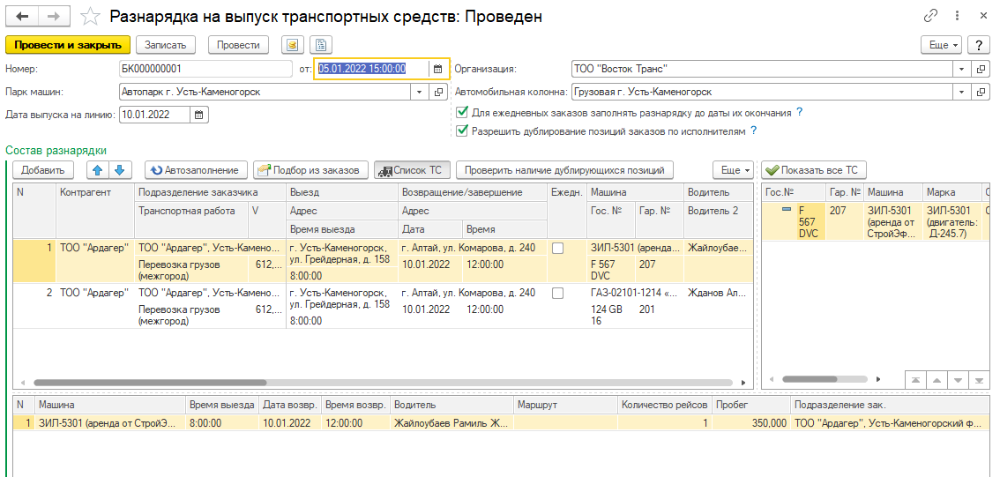 Разнарядка на выпуск транспортных средств: Проведен
Провести и закрыть Записать Провести Еще ?
Номер: БК000000001 от: 05.01.2022 15:00:00 Организация: ТОО "Восток Транс"
Парк машин: Автопарк г. Усть-Каменогорск Автомобильная колонна: Грузовая г. Усть-Каменогорск
Дата выпуска на линию: 10.01.2022 Для ежедневных заказов заполнять разнарядку до даты их окончания ?
Разрешить дублирование позиций заказов по исполнителям ?
Состав разнарядки
Добавить Автозаполнение Подбор из заказов Список ТС Проверить наличие дублирующихся позиций Еще Показать все ТС
N Контрагент Подразделение заказчика Выезд Возвращение/завершение Ежедн. Машина Водитель
Транспортная работа V Адрес Адрес Гос. № Гар. № Водитель 2
Время выезда Дата Время
1 ТОО "Ардагер" ТОО "Ардагер", Усть-Камено... г. Усть-Каменогорск, ул. Грейдерная, д. 158 г. Алтай, ул. Комарова, д. 240 ЗИЛ-5301 (аренда... Жайлоубае...
Перевозка грузов (межгород) 612,... 8:00:00 10.01.2022 12:00:00 F 567 DVC 207
2 ТОО "Ардагер" ТОО "Ардагер", Усть-Камено... г. Усть-Каменогорск, ул. Грейдерная, д. 158 г. Алтай, ул. Комарова, д. 240 ГАЗ-02101-1214 «... Жданов Ал...
Перевозка грузов (межгород) 612,... 8:00:00 10.01.2022 12:00:00 124 GB 16 201
Гос.№ Гар. № Машина Марка
F 567 DVC 207 ЗИЛ-5301 (аренда от СтройЭф... ЗИЛ-5301 (двигатель: Д-245.7)
N Машина Время выезда Дата возвр. Время возвр. Водитель Маршрут Количество рейсов Пробег Подразделение зак.
1 ЗИЛ-5301 (аренда от СтройЭ... 8:00:00 10.01.2022 12:00:00 Жайлоубаев Рамиль Ж... 1 350,000 ТОО "Ардагер", Усть-Каменогорский ф...